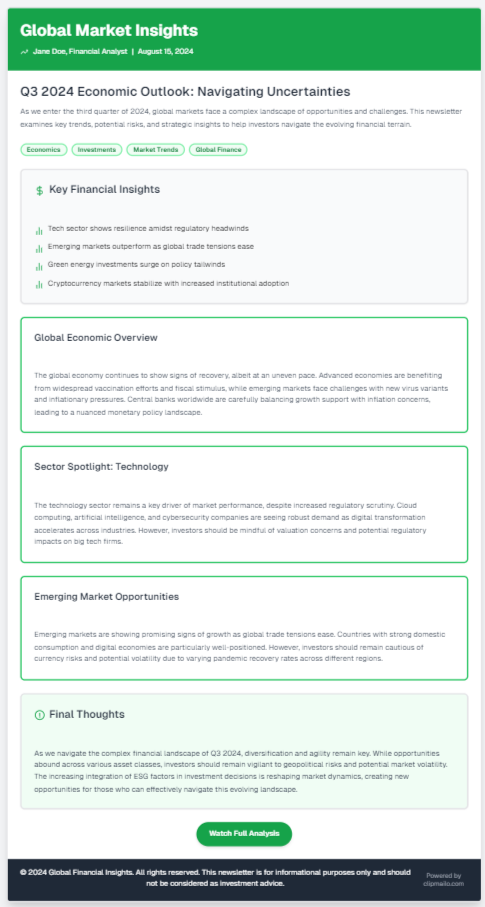 Global Market Insights
Jane Doe, Financial Analyst | August 15, 2024
Q3 2024 Economic Outlook: Navigating Uncertainties
As we enter the third quarter of 2024, global markets face a complex landscape of opportunities and challenges. This newsletter
examines key trends, potential risks, and strategic insights to help investors navigate the evolving financial terrain.
Economics Investments Market Trends Global Finance
Key Financial Insights
Tech sector shows resilience amidst regulatory headwinds
Emerging markets outperform as global trade tensions ease
Green energy investments surge on policy tailwinds
Cryptocurrency markets stabilize with increased institutional adoption
Global Economic Overview
The global economy continues to show signs of recovery, albeit at an uneven pace. Advanced economies are benefiting
from widespread vaccination efforts and fiscal stimulus, while emerging markets face challenges with new virus variants
and inflationary pressures. Central banks worldwide are carefully balancing growth support with inflation concerns,
leading to a nuanced monetary policy landscape.
Sector Spotlight: Technology
The technology sector remains a key driver of market performance, despite increased regulatory scrutiny. Cloud
computing, artificial intelligence, and cybersecurity companies are seeing robust demand as digital transformation
accelerates across industries. However, investors should be mindful of valuation concerns and potential regulatory
impacts on big tech firms.
Emerging Market Opportunities
Emerging markets are showing promising signs of growth as global trade tensions ease. Countries with strong domestic
consumption and digital economies are particularly well-positioned. However, investors should remain cautious of
currency risks and potential volatility due to varying pandemic recovery rates across different regions.
Final Thoughts
As we navigate the complex financial landscape of Q3 2024, diversification and agility remain key. While opportunities
abound across various asset classes, investors should remain vigilant to geopolitical risks and potential market volatility.
The increasing integration of ESG factors in investment decisions is reshaping market dynamics, creating new
opportunities for those who can effectively navigate this evolving landscape.
Watch Full Analysis
© 2024 Global Financial Insights. All rights reserved. This newsletter is for informational purposes only and should
not be considered as investment advice.
Powered by
clipmailo.com